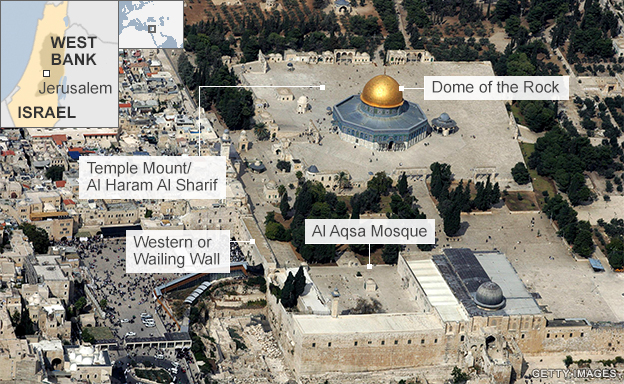 WEST
BANK
Jerusalem
ISRAEL
Dome of the Rock
Temple Mount/
Al Haram Al Sharif
Western or
Wailing Wall
Al Aqsa Mosque
GETTY IMAGES